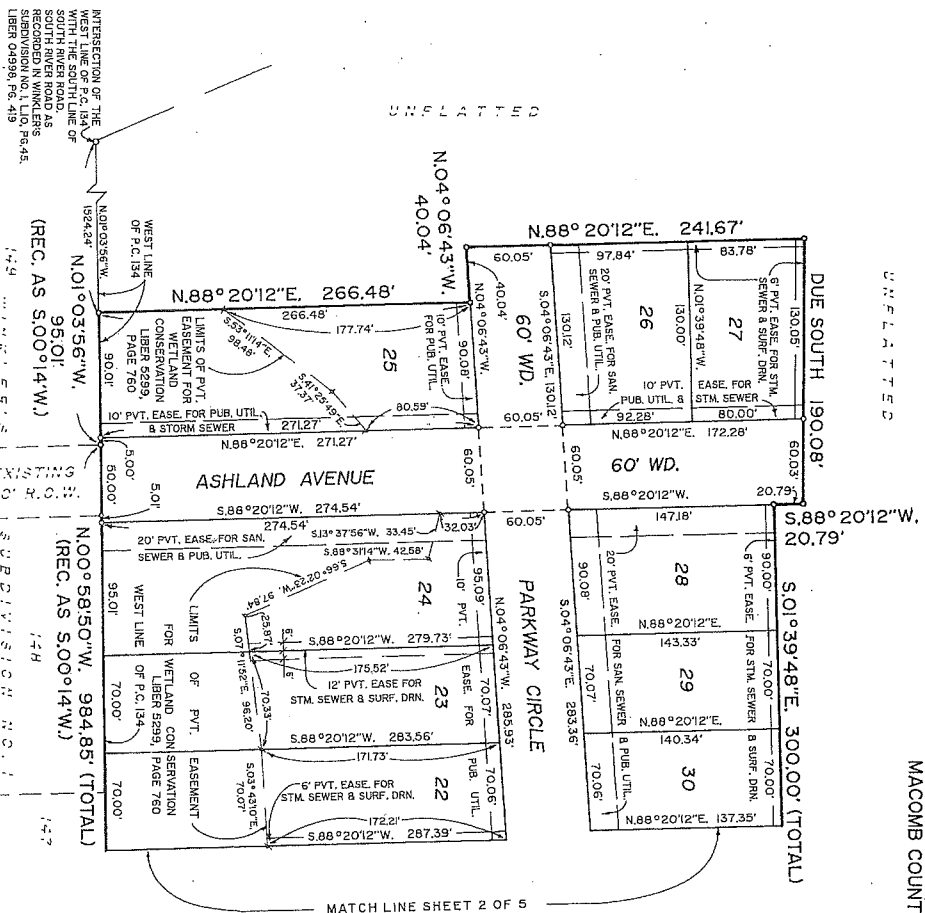 INTERSECTION OF THE
WEST LINE OF P.C. 134
WITH THE SOUTH LINE OF
SOUTH RIVER ROAD.
SOUTH RIVER ROAD AS
RECORDED IN WINKLER'S
SUBDIVISION NO. 1, L.10, PG.45.
LIBER 04996, PG. 419
UNPLATTED
UNPLATTED
MACOMB COUNT
N.01°03'56"W.
1524.24'
WEST LINE
OF P.C. 134
N.04°06'43"W.
40.04'
N.88°20'12"E. 241.67'
60.05'
97.84'
83.78'
DUE SOUTH 190.08'
130.05'
6' PVT. EASE. FOR STM.
SEWER & SURF. DRN.
27
N.01°39'48"W.
130.00'
26
20' PVT. EASE. FOR SAN.
SEWER & PUB. UTIL.
130.12'
S.04°06'43"E. 130.12'
60' WD.
40.04'
N.04°06'43"W.
10' PVT. EASE. FOR
PUB. UTIL. & STM SEWER
92.28'
80.00'
N.88°20'12"E. 172.28'
60.05'
60.05'
60' WD.
60.03'
S.88°20'12"W.
20.79'
S.88°20'12"W.
20.79'
N.88°20'12"E. 266.48'
266.48'
177.74'
10' PVT. EASE.
FOR PUB. UTIL.
90.08'
25
LIMITS OF PVT.
EASEMENT FOR
WETLAND
CONSERVATION
LIBER 5299,
PAGE 760
S.53°11'14"E.
98.48'
S.41°25'49"E.
37.37'
80.59'
90.01'
10' PVT. EASE. FOR PUB. UTIL.
& STORM SEWER
271.27'
N.88°20'12"E. 271.27'
N.01°03'56"W.
95.01'
(REC. AS S.00°14'W.)
149
5.00'
50.00'
5.01'
EXISTING
0' R.O.W.
ASHLAND AVENUE
60.05'
60.05'
S.88°20'12"W. 274.54'
274.54'
20' PVT. EASE. FOR SAN.
SEWER & PUB. UTIL.
S.13°37'56"W. 33.45'
32.03'
S.88°31'14"W. 42.58'
S.66°02'23"W. 97.84'
24
95.09'
10' PVT. EASE. FOR PUB. UTIL.
N.04°06'43"W. 285.93'
PARKWAY CIRCLE
S.04°06'43"E. 283.36'
25.87'
6'
6'
S.88°20'12"W. 279.73'
175.52'
12' PVT. EASE FOR
STM. SEWER & SURF. DRN.
S.07°11'52"E. 96.20'
70.33'
23
70.07'
S.88°20'12"W. 283.56'
171.73'
6' PVT. EASE. FOR
STM. SEWER & SURF. DRN.
22
70.06'
S.03°43'10"E.
70.07'
172.21'
S.88°20'12"W. 287.39'
LIMITS OF PVT. EASEMENT
FOR WETLAND CONSERVATION
LIBER 5299,
PAGE 760
WEST LINE OF P.C. 134
95.01'
70.00'
70.00'
N.00°58'50"W. 984.85' (TOTAL)
(REC. AS S.00°14'W.)
148
SUBDIVISION NO. 1
147
147.18'
90.00'
28
90.08'
20' PVT. EASE. FOR SAN. SEWER & PUB. UTIL.
6' PVT. EASE. FOR STM. SEWER & SURF. DRN.
N.88°20'12"E.
143.33'
70.00'
29
70.07'
N.88°20'12"E.
140.34'
70.00'
30
70.06'
N.88°20'12"E. 137.35'
S.01°39'48"E. 300.00' (TOTAL)
MATCH LINE SHEET 2 OF 5